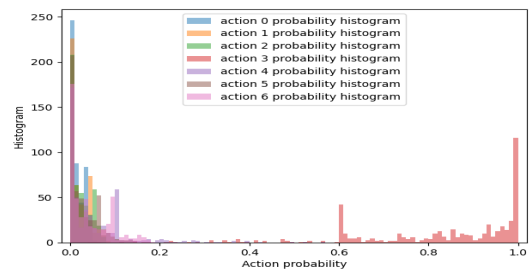 250
200
150
100
50
0
Histogram
action 0 probability histogram
action 1 probability histogram
action 2 probability histogram
action 3 probability histogram
action 4 probability histogram
action 5 probability histogram
action 6 probability histogram
0.0 0.2 0.4 0.6 0.8 1.0
Action probability